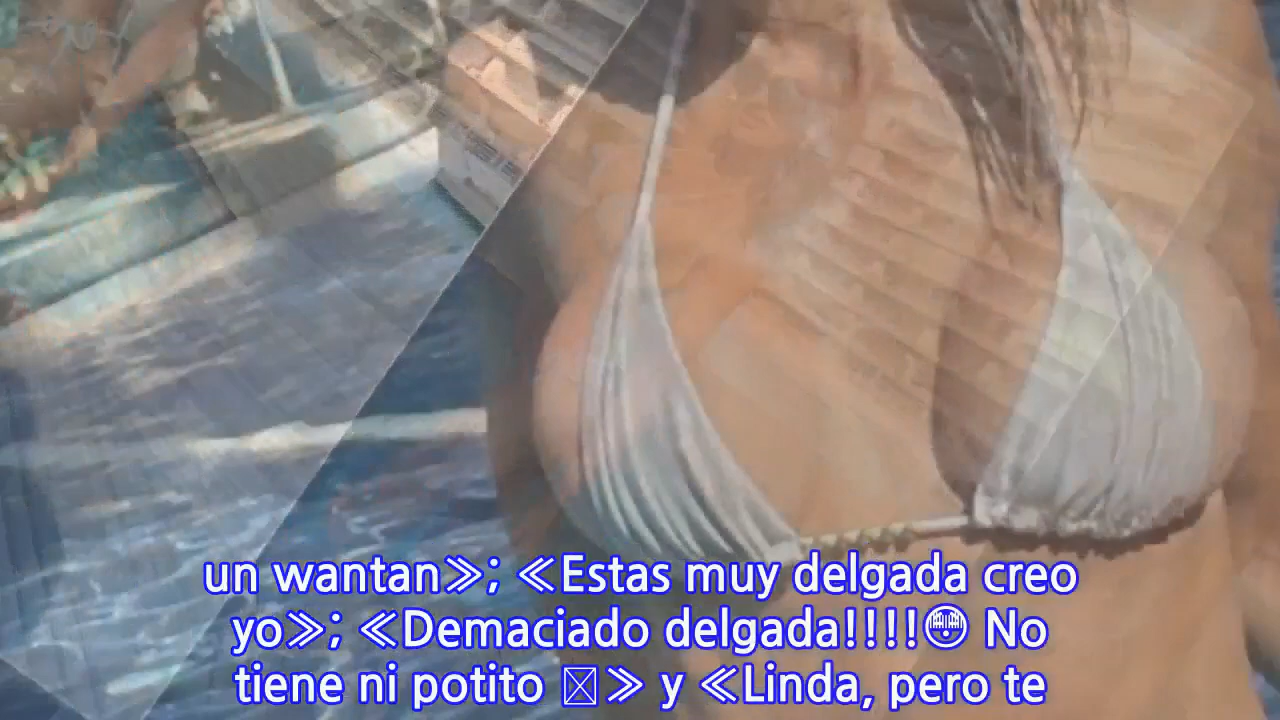 un wantan≫; ≪Estas muy delgada creo
yo≫; ≪Demaciado delgada!!!!😳 No
tiene ni potito ≫ y ≪Linda, pero te